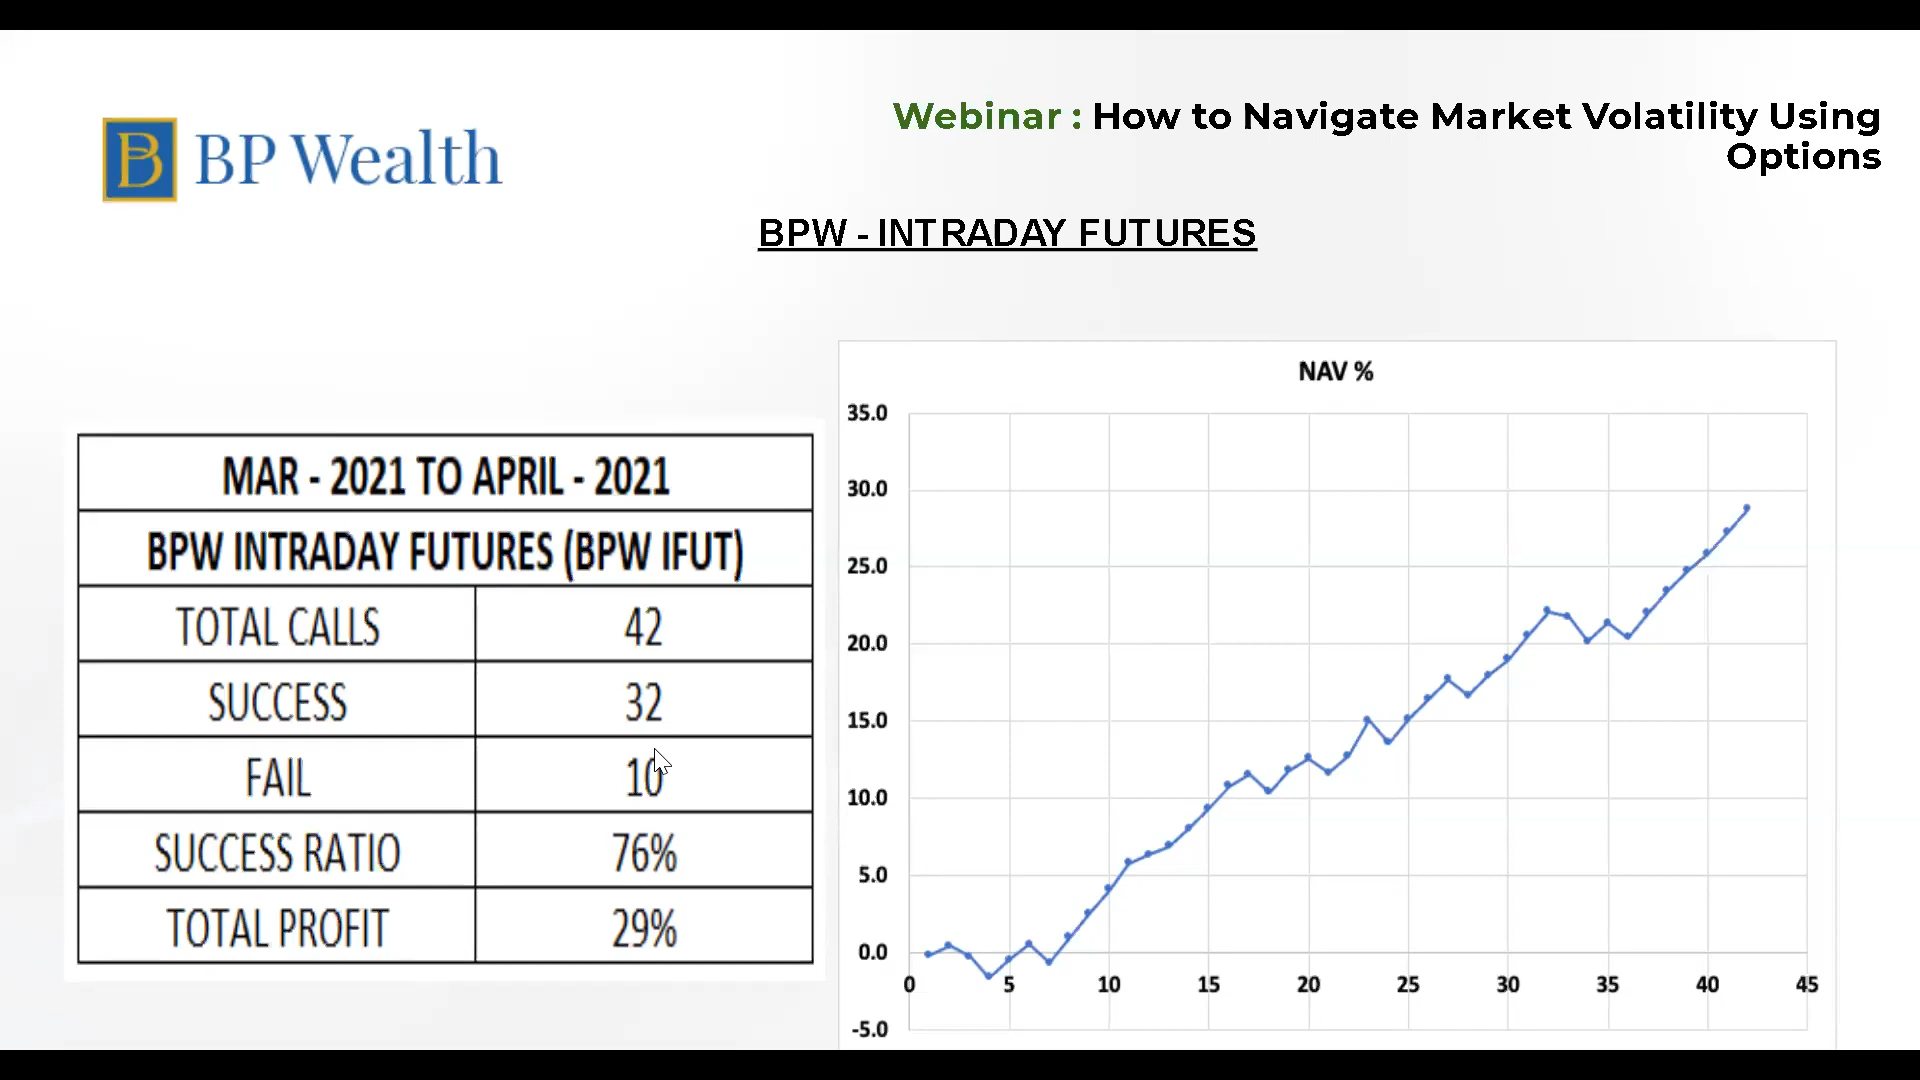 BP Wealth
Webinar : How to Navigate Market Volatility Using
Options
BPW - INTRADAY FUTURES
MAR - 2021 TO APRIL - 2021
BPW INTRADAY FUTURES (BPW IFUT)
TOTAL CALLS 42
SUCCESS 32
FAIL 10
SUCCESS RATIO 76%
TOTAL PROFIT 29%
NAV %
35.0
30.0
25.0
20.0
15.0
10.0
5.0
0.0
0 5 10 15 20 25 30 35 40 45
-5.0